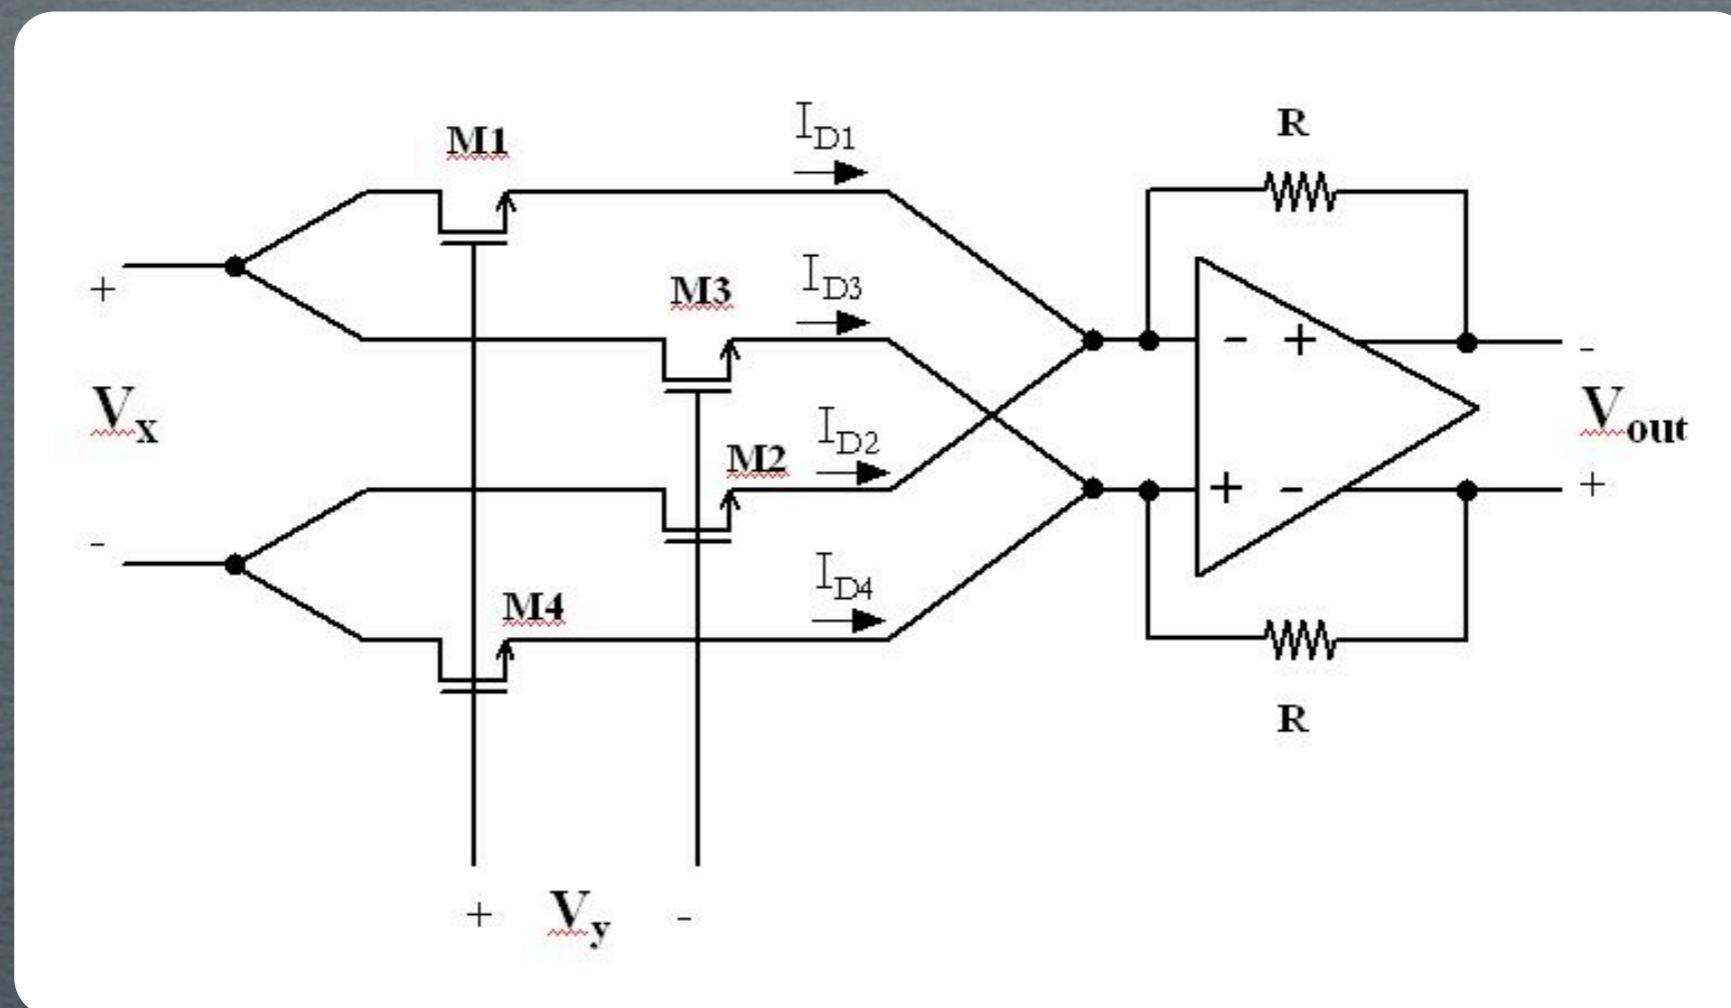 M1
I_D1
R
M3
I_D3
+
- +
-
V_x
I_D2
V_out
M2
+ -
+
-
I_D4
M4
R
+ V_y -